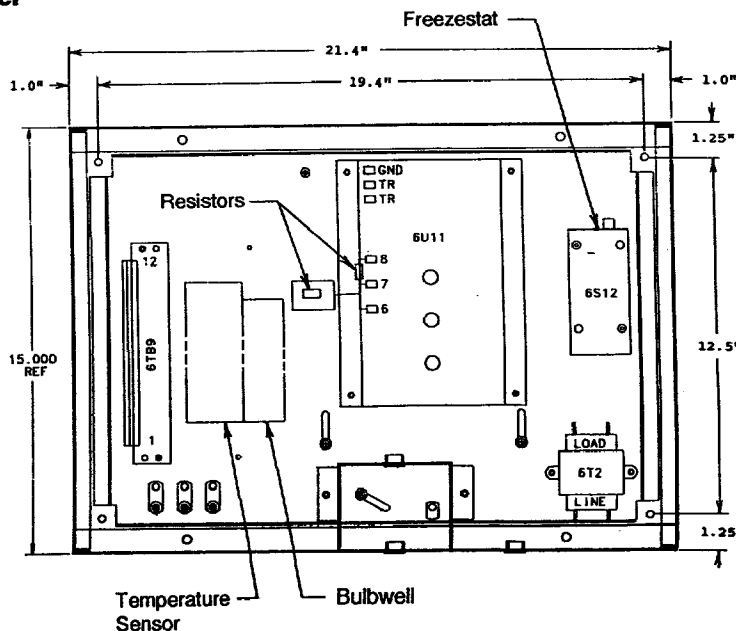 Freezestat
21.4"
1.0"
19.4"
1.0"
1.25"
GND
TR
TR
Resistors
6U11
8
7
6
12
6TB9
1
6S12
15.000
REF
12.5"
LOAD
6T2
LINE
1.25
Temperature
Sensor
Bulbwell